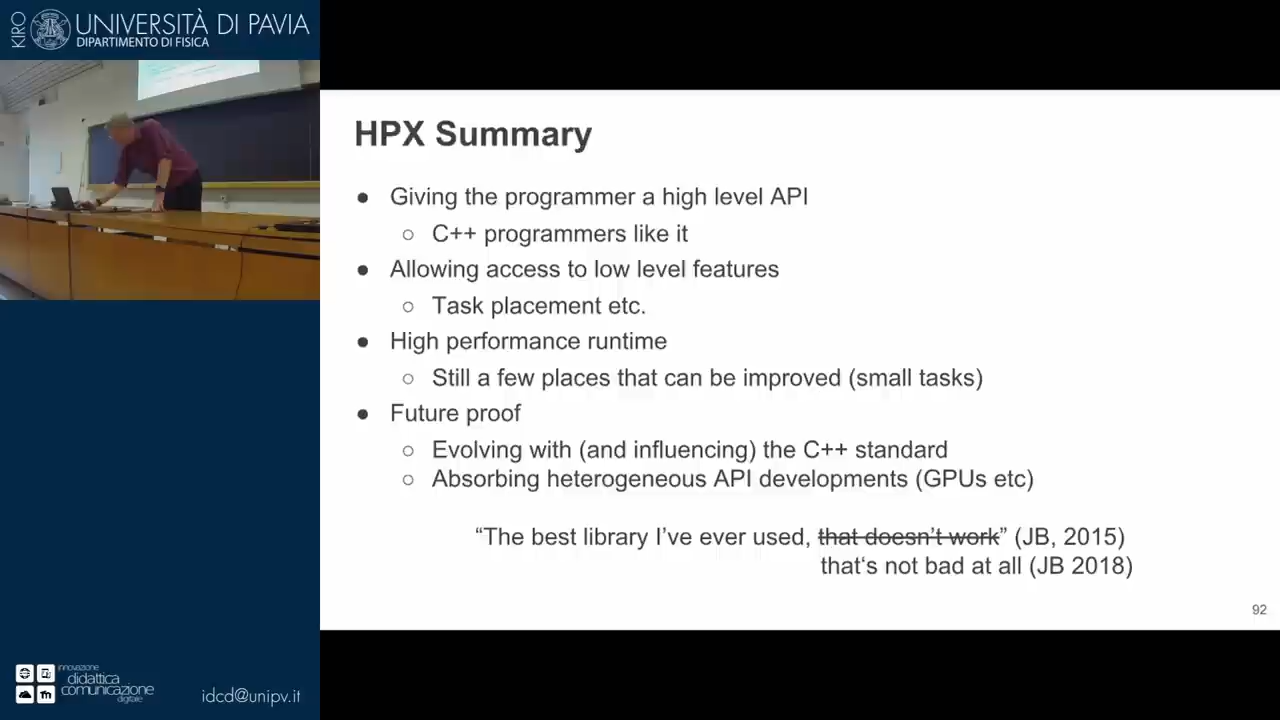 KIRO
UNIVERSITÀ DI PAVIA
DIPARTIMENTO DI FISICA
HPX Summary
● Giving the programmer a high level API
○ C++ programmers like it
● Allowing access to low level features
○ Task placement etc.
● High performance runtime
○ Still a few places that can be improved (small tasks)
● Future proof
○ Evolving with (and influencing) the C++ standard
○ Absorbing heterogeneous API developments (GPUs etc)
“The best library I’ve ever used, that doesn’t work” (JB, 2015)
that‘s not bad at all (JB 2018)
92
innovazione
didattica
comunicazione
digitale
idcd@unipv.it